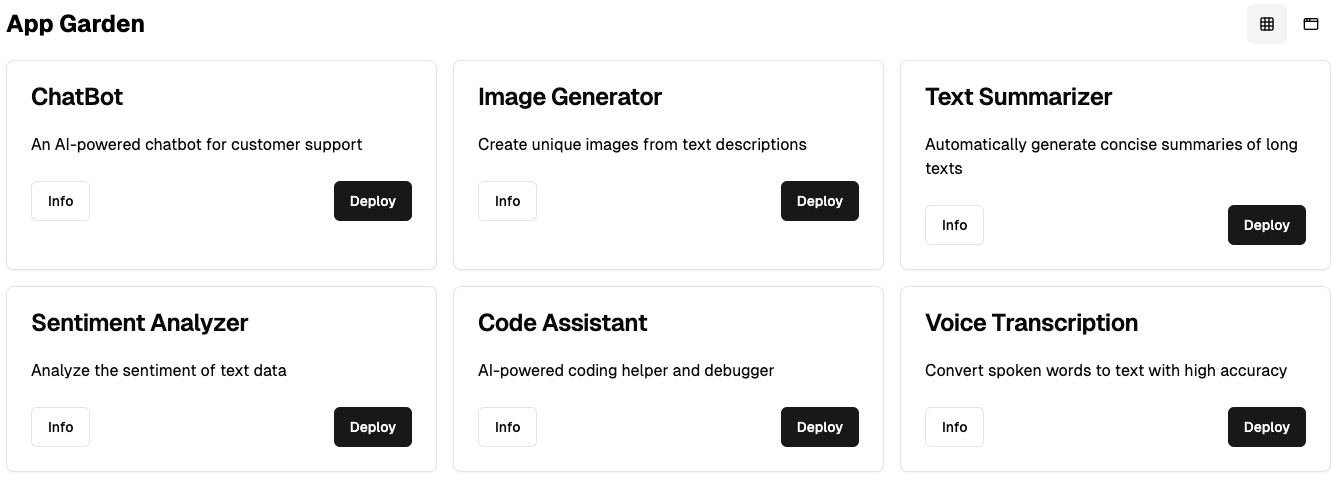 App Garden
ChatBot
An AI-powered chatbot for customer support
Info
Deploy
Image Generator
Create unique images from text descriptions
Info
Deploy
Text Summarizer
Automatically generate concise summaries of long
texts
Info
Deploy
Sentiment Analyzer
Analyze the sentiment of text data
Info
Deploy
Code Assistant
AI-powered coding helper and debugger
Info
Deploy
Voice Transcription
Convert spoken words to text with high accuracy
Info
Deploy